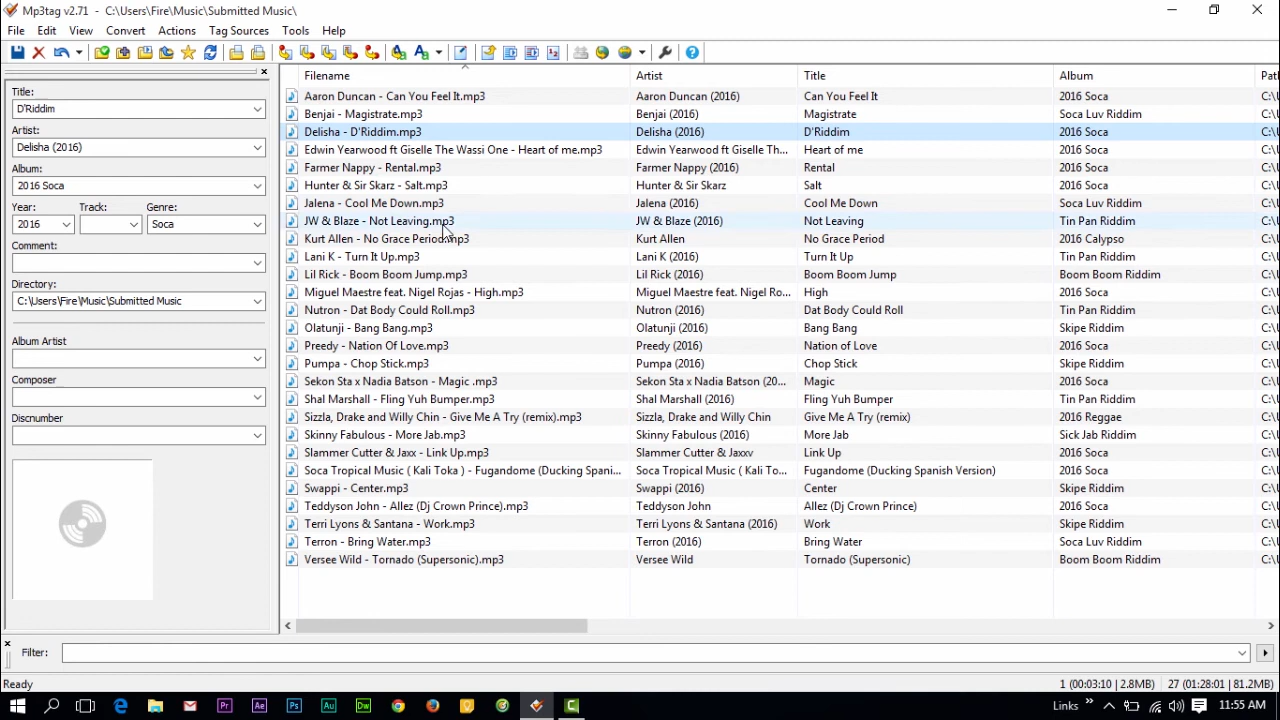 Mp3tag v2.71 - C:\Users\Fire\Music\Submitted Music\
File Edit View Convert Actions Tag Sources Tools Help
Title:
D'Riddim
Artist:
Delisha (2016)
Album:
2016 Soca
Year: Track: Genre:
2016 Soca
Comment:
Directory:
C:\Users\Fire\Music\Submitted Music
Album Artist
Composer
Discnumber
Filename Artist Title Album Pat
Aaron Duncan - Can You Feel It.mp3 Aaron Duncan (2016) Can You Feel It 2016 Soca C:\U
Benjai - Magistrate.mp3 Benjai (2016) Magistrate Soca Luv Riddim C:\U
Delisha - D'Riddim.mp3 Delisha (2016) D'Riddim 2016 Soca C:\U
Edwin Yearwood ft Giselle The Wassi One - Heart of me.mp3 Edwin Yearwood ft Giselle Th... Heart of me 2016 Soca C:\U
Farmer Nappy - Rental.mp3 Farmer Nappy (2016) Rental 2016 Soca C:\U
Hunter & Sir Skarz - Salt.mp3 Hunter & Sir Skarz Salt 2016 Soca C:\U
Jalena - Cool Me Down.mp3 Jalena (2016) Cool Me Down 2016 Soca C:\U
JW & Blaze - Not Leaving.mp3 JW & Blaze (2016) Not Leaving Tin Pan Riddim C:\U
Kurt Allen - No Grace Period.mp3 Kurt Allen No Grace Period 2016 Calypso C:\U
Lani K - Turn It Up.mp3 Lani K (2016) Turn It Up 2016 Soca C:\U
Lil Rick - Boom Boom Jump.mp3 Lil Rick (2016) Boom Boom Jump Boom Boom Riddim C:\U
Miguel Maestre feat. Nigel Rojas - High.mp3 Miguel Maestre feat. Nigel Ro... High 2016 Soca C:\U
Nutron - Dat Body Could Roll.mp3 Nutron (2016) Dat Body Could Roll Tin Pan Riddim C:\U
Olatunji - Bang Bang.mp3 Olatunji (2016) Bang Bang Skipe Riddim C:\U
Preedy - Nation Of Love.mp3 Preedy (2016) Nation of Love 2016 Soca C:\U
Pumpa - Chop Stick.mp3 Pumpa (2016) Chop Stick Skipe Riddim C:\U
Sekon Sta x Nadia Batson - Magic .mp3 Sekon Sta x Nadia Batson (20... Magic 2016 Soca C:\U
Shal Marshall - Fling Yuh Bumper.mp3 Shal Marshall (2016) Fling Yuh Bumper Tin Pan Riddim C:\U
Sizzla, Drake and Willy Chin - Give Me A Try (remix).mp3 Sizzla, Drake and Willy Chin Give Me A Try (remix) 2016 Reggae C:\U
Skinny Fabulous - More Jab.mp3 Skinny Fabulous (2016) More Jab Sick Jab Riddim C:\U
Slammer Cutter & Jaxx - Link Up.mp3 Slammer Cutter & Jaxxv Link Up 2016 Soca C:\U
Soca Tropical Music ( Kali Toka ) - Fugandome (Ducking Spani... Soca Tropical Music ( Kali To... Fugandome (Ducking Spanish Version) 2016 Soca C:\U
Swappi - Center.mp3 Swappi (2016) Center Skipe Riddim C:\U
Teddyson John - Allez (Dj Crown Prince).mp3 Teddyson John Allez (Dj Crown Prince) 2016 Soca C:\U
Terri Lyons & Santana - Work.mp3 Terri Lyons & Santana (2016) Work Skipe Riddim C:\U
Terron - Bring Water.mp3 Terron (2016) Bring Water Soca Luv Riddim C:\U
Versee Wild - Tornado (Supersonic).mp3 Versee Wild Tornado (Supersonic) Boom Boom Riddim C:\U
Filter:
Ready 1 (00:03:10 | 2.8MB) 27 (01:28:01 | 81.2MB)
Pr Ae Ps Au Dw Links 11:55 AM